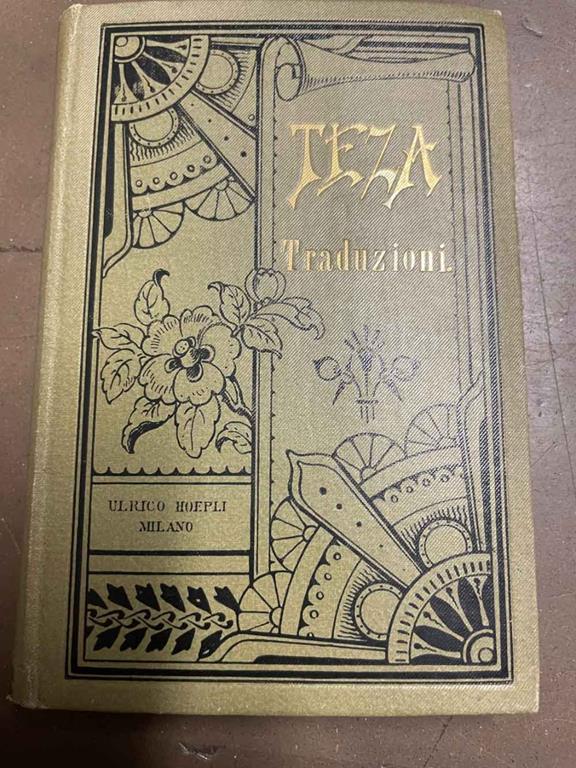 TEZA
Traduzioni.
ULRICO HOEPLI
MILANO